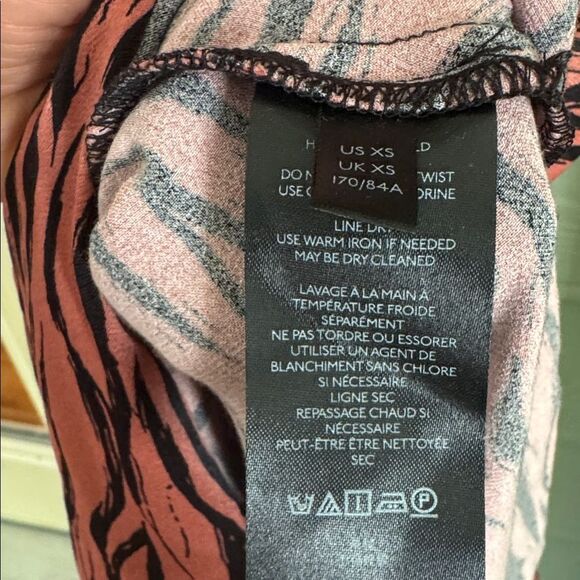 US XS
UK XS
170/84A
H D
DO N TWIST
USE ORINE
LINE DR
USE WARM IRON IF NEEDED
MAY BE DRY CLEANED
LAVAGE A LA MAIN À
TEMPÉRATURE FROIDE
SÉPARÉMENT
NE PAS TORDRE OU ESSORER
UTILISER UN AGENT DE
BLANCHIMENT SANS CHLORE
SI NÉCESSAIRE
LIGNE SEC
REPASSAGE CHAUD SI
NÉCESSAIRE
PEUT-ÊTRE ÊTRE NETTOYÉE
SEC
P